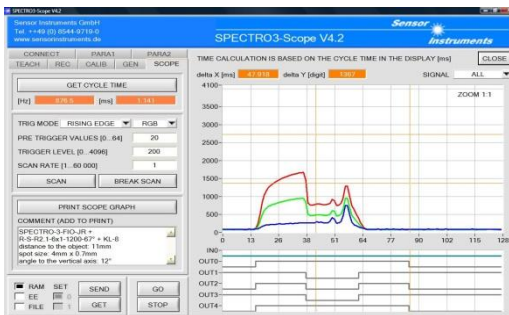 SPECTRO3-Scope V4.2
Sensor Instruments GmbH
Tel. ++49 (0) 8544-9719-0
www.sensorinstruments.de
SPECTRO3-Scope V4.2
Sensor
Instruments
CONNECT PARA1 PARA2
TEACH REC CALIB GEN SCOPE
GET CYCLE TIME
[Hz] 876.5 [ms] 1.141
TRIG MODE RISING EDGE RGB
PRE TRIGGER VALUES [0..64] 20
TRIGGER LEVEL [0..4096] 200
SCAN RATE [1..60 000] 1
SCAN BREAK SCAN
PRINT SCOPE GRAPH
COMMENT (ADD TO PRINT)
SPECTRO-3-FIO-JR +
R-S-R2.1-6x1-1200-67° + KL-8
distance to the object: 11mm
spot size: 4mm x 0.7mm
angle to the vertical axis: 12°
RAM SET SEND GO
EE 0
FILE 1 GET STOP
TIME CALCULATION IS BASED ON THE CYCLE TIME IN THE DISPLAY [ms] CLOSE
delta X [ms] 47.918 delta Y [digit] 1367 SIGNAL ALL
ZOOM 1:1
4100
3500
3000
2500
2000
1500
1000
500
0
0 13 26 38 51 64 77 90 102 115 128
IN0
OUT0
OUT1
OUT2
OUT3
OUT4